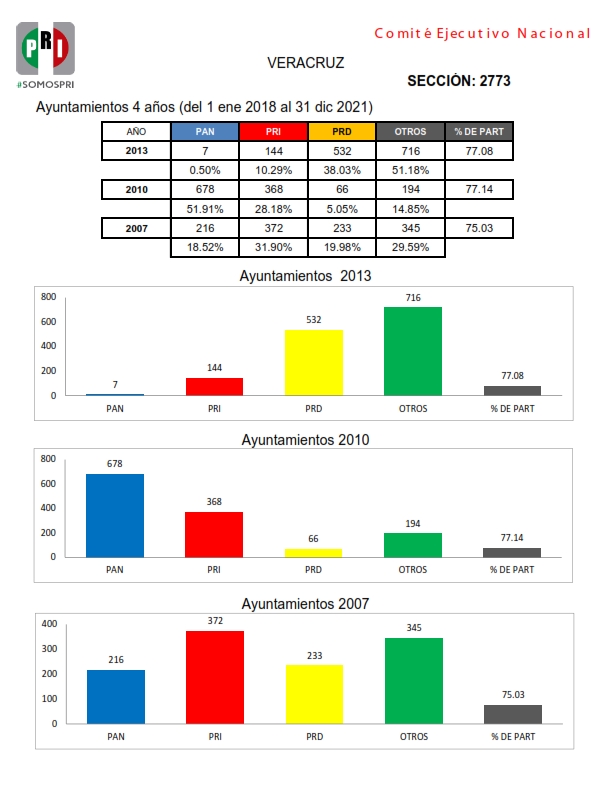 Comité Ejecutivo Nacional
PRI
#SOMOSPRI
VERACRUZ
SECCIÓN: 2773
Ayuntamientos 4 años (del 1 ene 2018 al 31 dic 2021)
AÑO PAN PRI PRD OTROS % DE PART
2013 7 144 532 716 77.08
0.50% 10.29% 38.03% 51.18%
2010 678 368 66 194 77.14
51.91% 28.18% 5.05% 14.85%
2007 216 372 233 345 75.03
18.52% 31.90% 19.98% 29.59%
Ayuntamientos 2013
800
600
400
200
0
7 144 532 716 77.08
PAN PRI PRD OTROS % DE PART
Ayuntamientos 2010
800
600
400
200
0
678 368 66 194 77.14
PAN PRI PRD OTROS % DE PART
Ayuntamientos 2007
400
300
200
100
0
216 372 233 345 75.03
PAN PRI PRD OTROS % DE PART